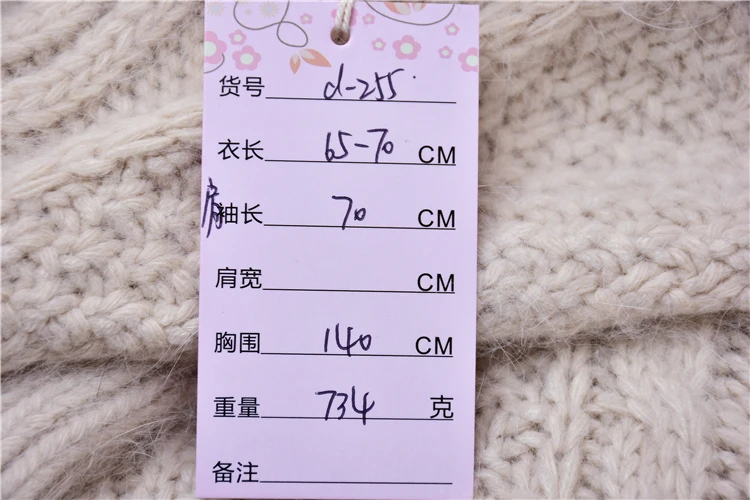 货号 d-255
衣长 65-70 CM
肩袖长 70 CM
肩宽 CM
胸围 140 CM
重量 734 克
备注